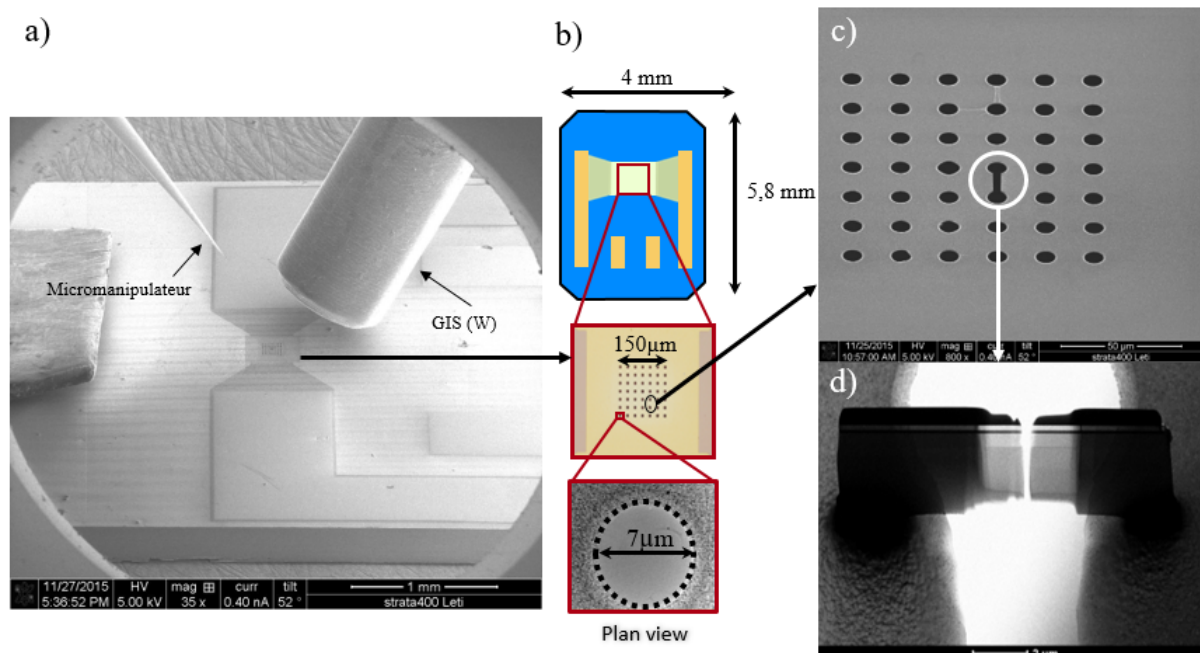 a)
Micromanipulateur
GIS (W)
11/27/2015 HV mag curr tilt 1 mm
5:36:52 PM 5.00 kV 35 x 0.40 nA 52 ° strata400 Leti
b)
4 mm
5,8 mm
150µm
7µm
Plan view
c)
11/25/2015 HV mag curr tilt 50 µm
10:57:00 AM 5.00 kV 800 x 0.40 nA 52 ° strata400 Leti
d)
2 µm